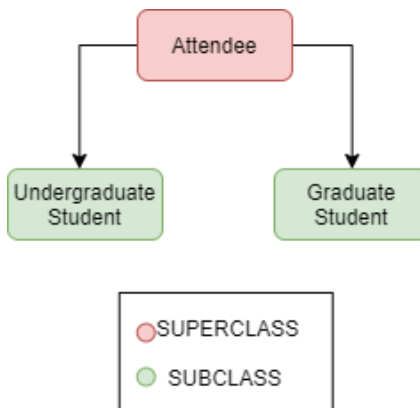 Attendee
Undergraduate
Student
Graduate
Student
SUPERCLASS
SUBCLASS